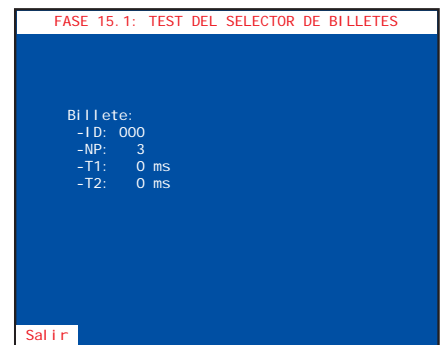 FASE 15.1: TEST DEL SELECTOR DE BILLETES
Billete:
-ID: 000
-NP: 3
-T1: 0 ms
-T2: 0 ms
Salir